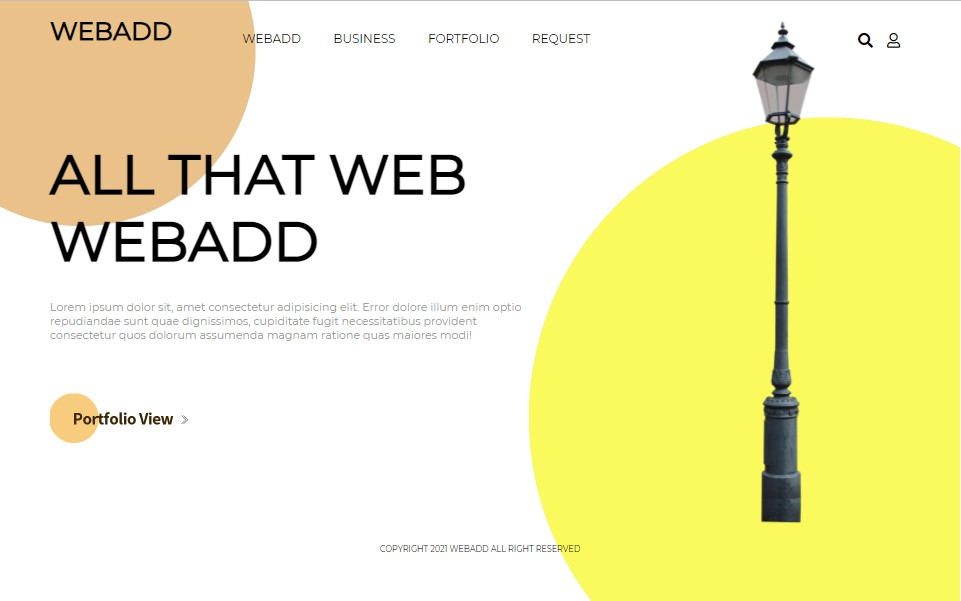 WEBADD
WEBADD BUSINESS PORTFOLIO REQUEST
ALL THAT WEB
WEBADD
Lorem ipsum dolor sit, amet consectetur adipisicing elit. Error dolore illum enim optio
repudiandae sunt quae dignissimos, cupiditate fugit necessitatibus provident
consectetur quos dolorum assumenda magnam ratione quas maiores modi!
Portfolio View
COPYRIGHT 2021 WEBADD ALL RIGHT RESERVED